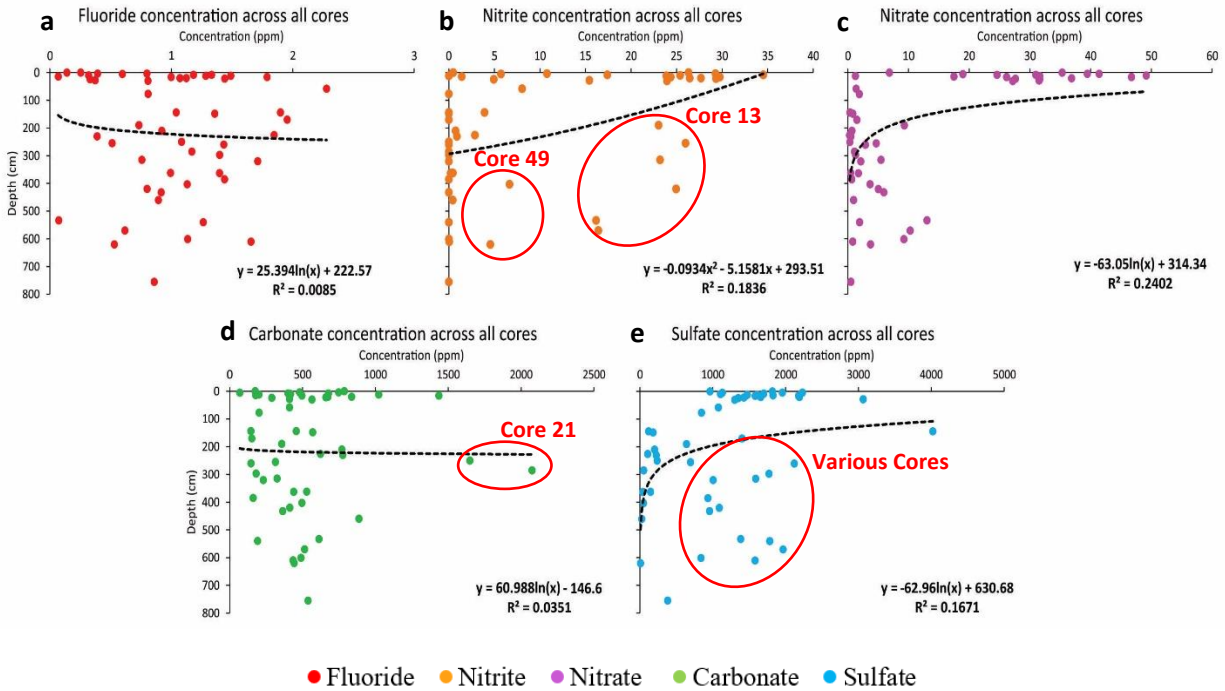 a Fluoride concentration across all cores
Concentration (ppm)
0 1 2 3
0
100
200
300
400
500
600
700
800
Depth (cm)
y = 25.394ln(x) + 222.57
R² = 0.0085
b Nitrite concentration across all cores
Concentration (ppm)
0 5 10 15 20 25 30 35 40
Core 13
Core 49
y = -0.0934x² - 5.1581x + 293.51
R² = 0.1836
c Nitrate concentration across all cores
Concentration (ppm)
0 10 20 30 40 50 60
y = -63.05ln(x) + 314.34
R² = 0.2402
d Carbonate concentration across all cores
Concentration (ppm)
0 500 1000 1500 2000 2500
0
100
200
300
400
500
600
700
800
Depth (cm)
Core 21
y = 60.988ln(x) - 146.6
R² = 0.0351
e Sulfate concentration across all cores
Concentration (ppm)
0 1000 2000 3000 4000 5000
Various Cores
y = -62.96ln(x) + 630.68
R² = 0.1671
Fluoride Nitrite Nitrate Carbonate Sulfate